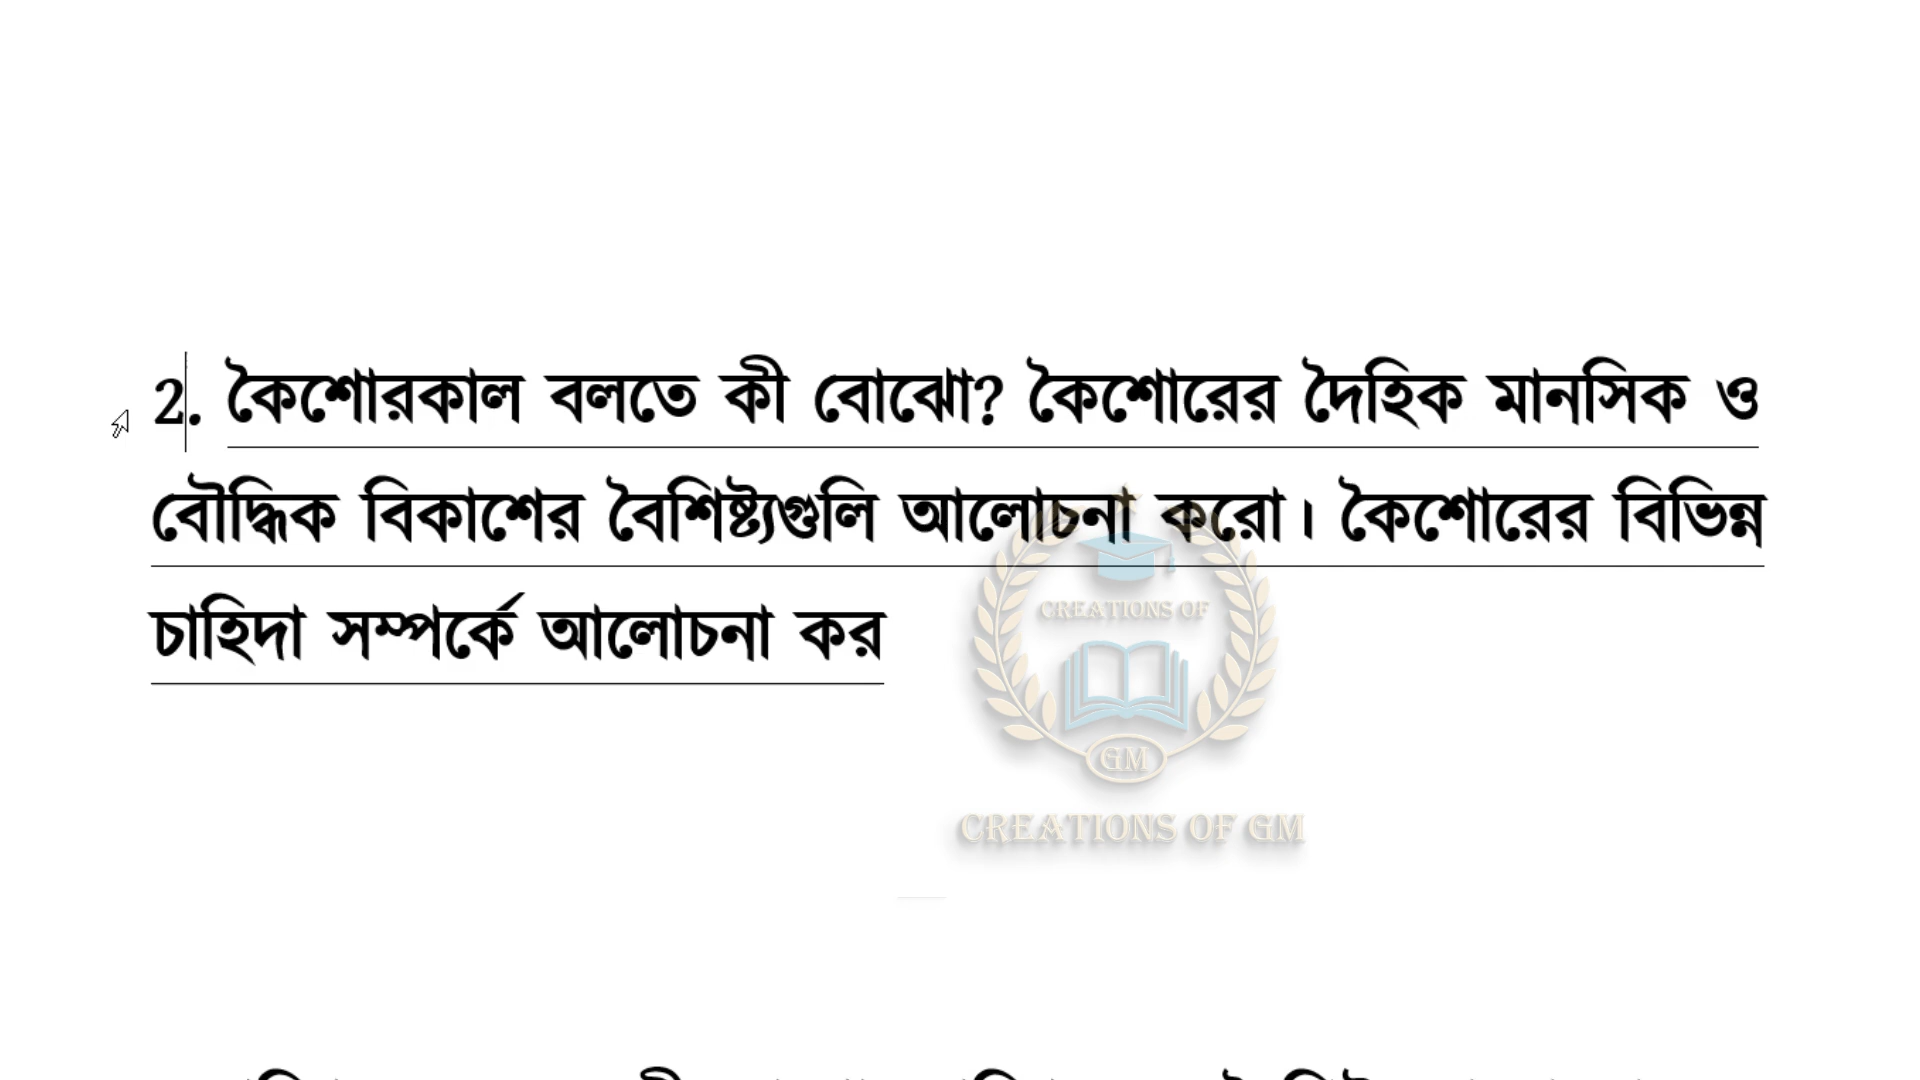 2. কৈশোরকাল বলতে কী বোঝো? কৈশোরের দৈহিক মানসিক ও
বৌদ্ধিক বিকাশের বৈশিষ্ট্যগুলি আলোচনা করো। কৈশোরের বিভিন্ন
চাহিদা সম্পর্কে আলোচনা কর
CREATIONS OF
GM
CREATIONS OF GM